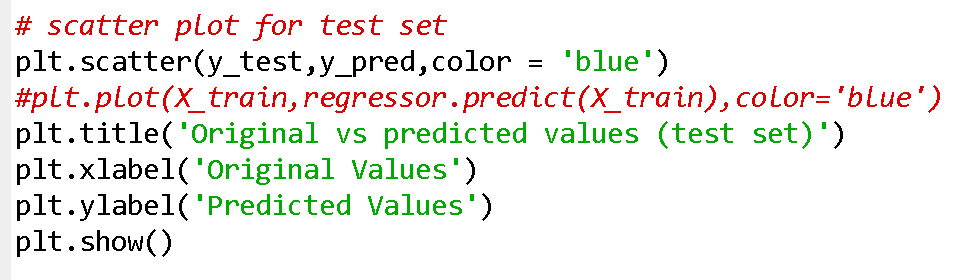 # scatter plot for test set
plt.scatter(y_test,y_pred,color = 'blue')
#plt.plot(X_train,regressor.predict(X_train),color='blue')
plt.title('Original vs predicted values (test set)')
plt.xlabel('Original Values')
plt.ylabel('Predicted Values')
plt.show()